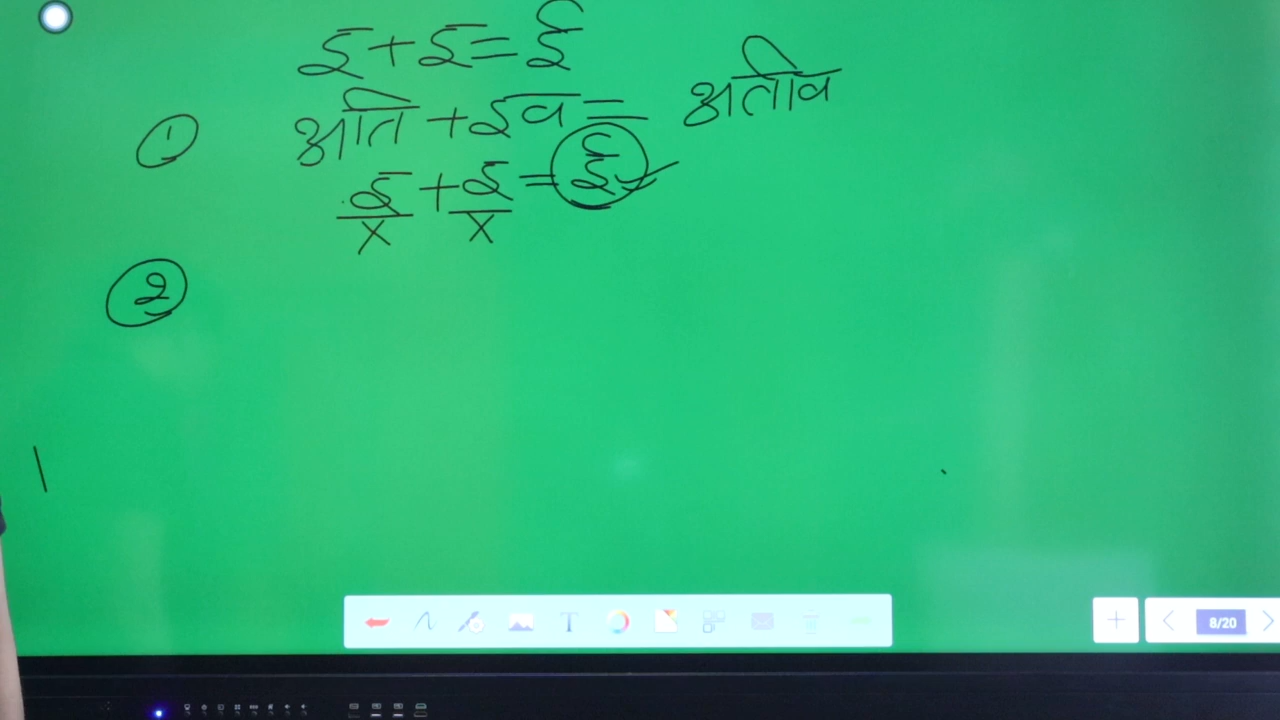 इ + इ = ई
① अति + इव = अतीव
इ + इ = ई
x x
②
8/20